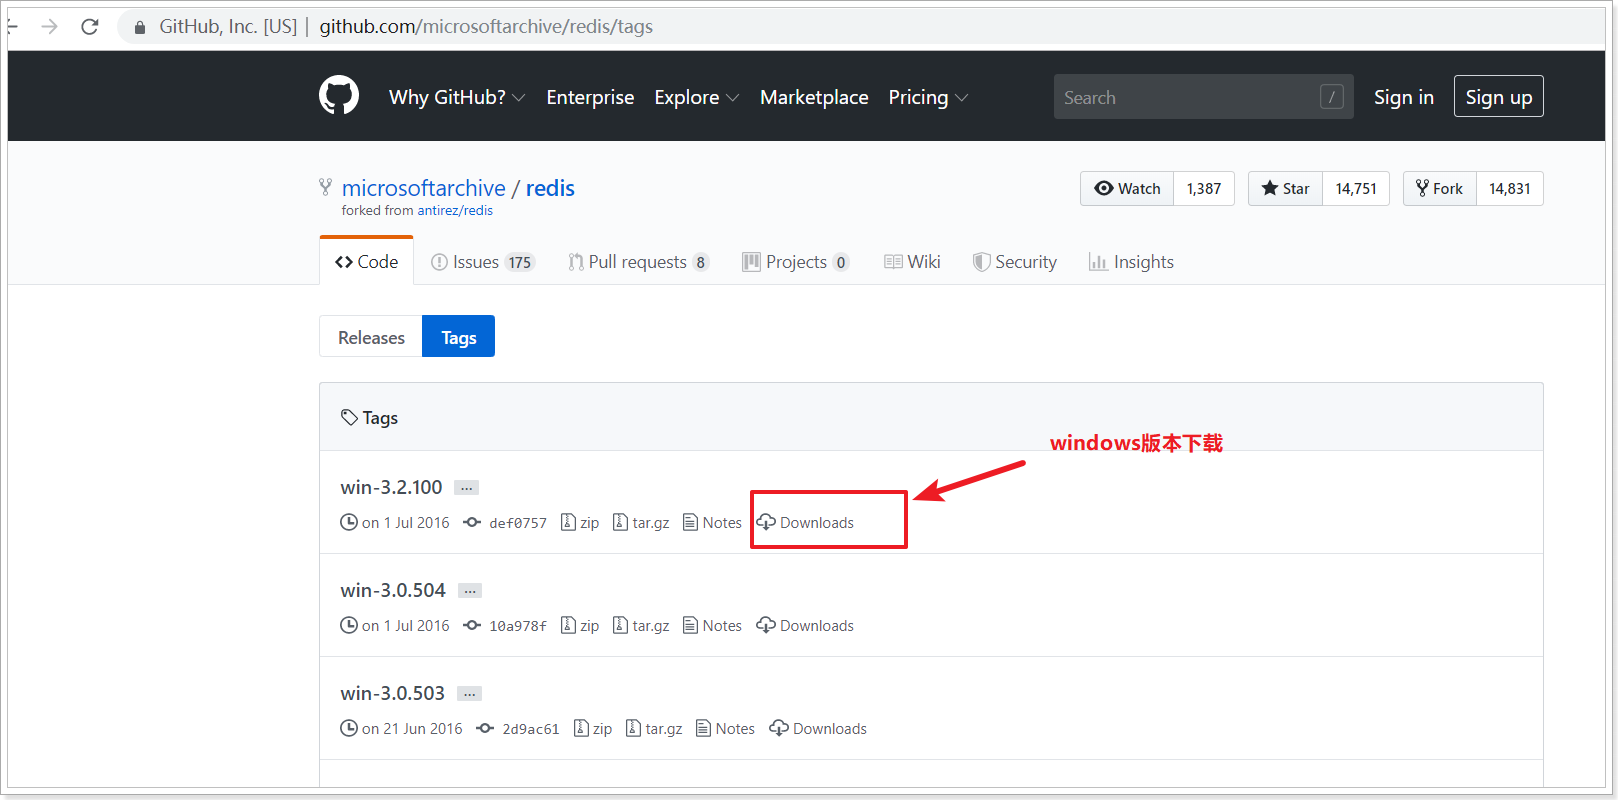 GitHub, Inc. [US] | github.com/microsoftarchive/redis/tags
Why GitHub? Enterprise Explore Marketplace Pricing Search / Sign in Sign up
microsoftarchive / redis Watch 1,387 Star 14,751 Fork 14,831
forked from antirez/redis
Code Issues 175 Pull requests 8 Projects 0 Wiki Security Insights
Releases Tags
Tags
windows版本下载
win-3.2.100 ...
on 1 Jul 2016 def0757 zip tar.gz Notes Downloads
win-3.0.504 ...
on 1 Jul 2016 10a978f zip tar.gz Notes Downloads
win-3.0.503 ...
on 21 Jun 2016 2d9ac61 zip tar.gz Notes Downloads